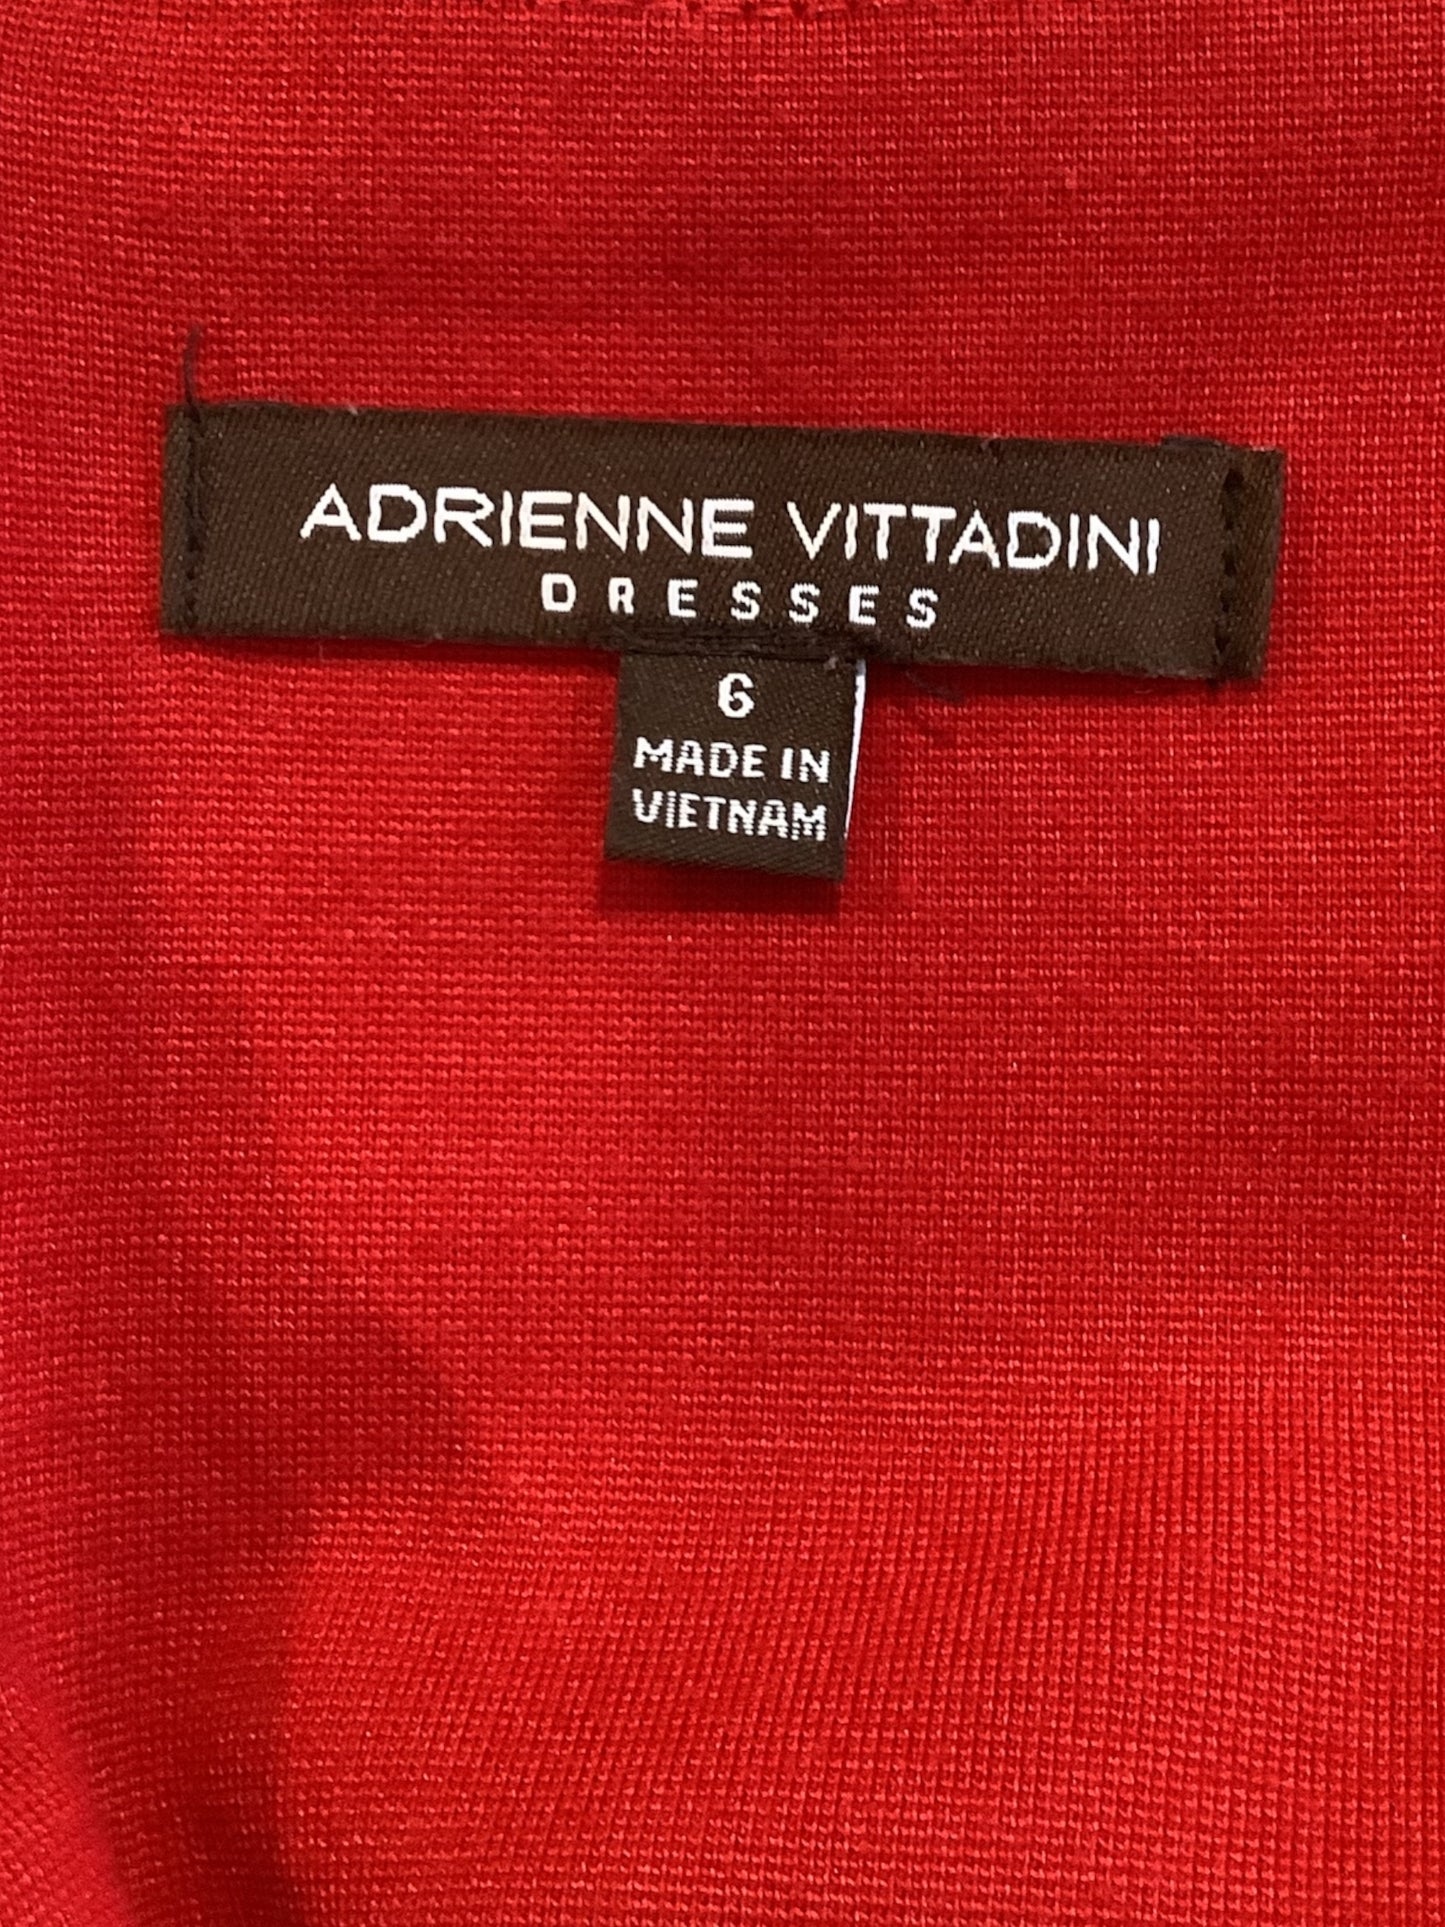 ADRIENNE VITTADINI
DRESSES
6
MADE IN
VIETNAM